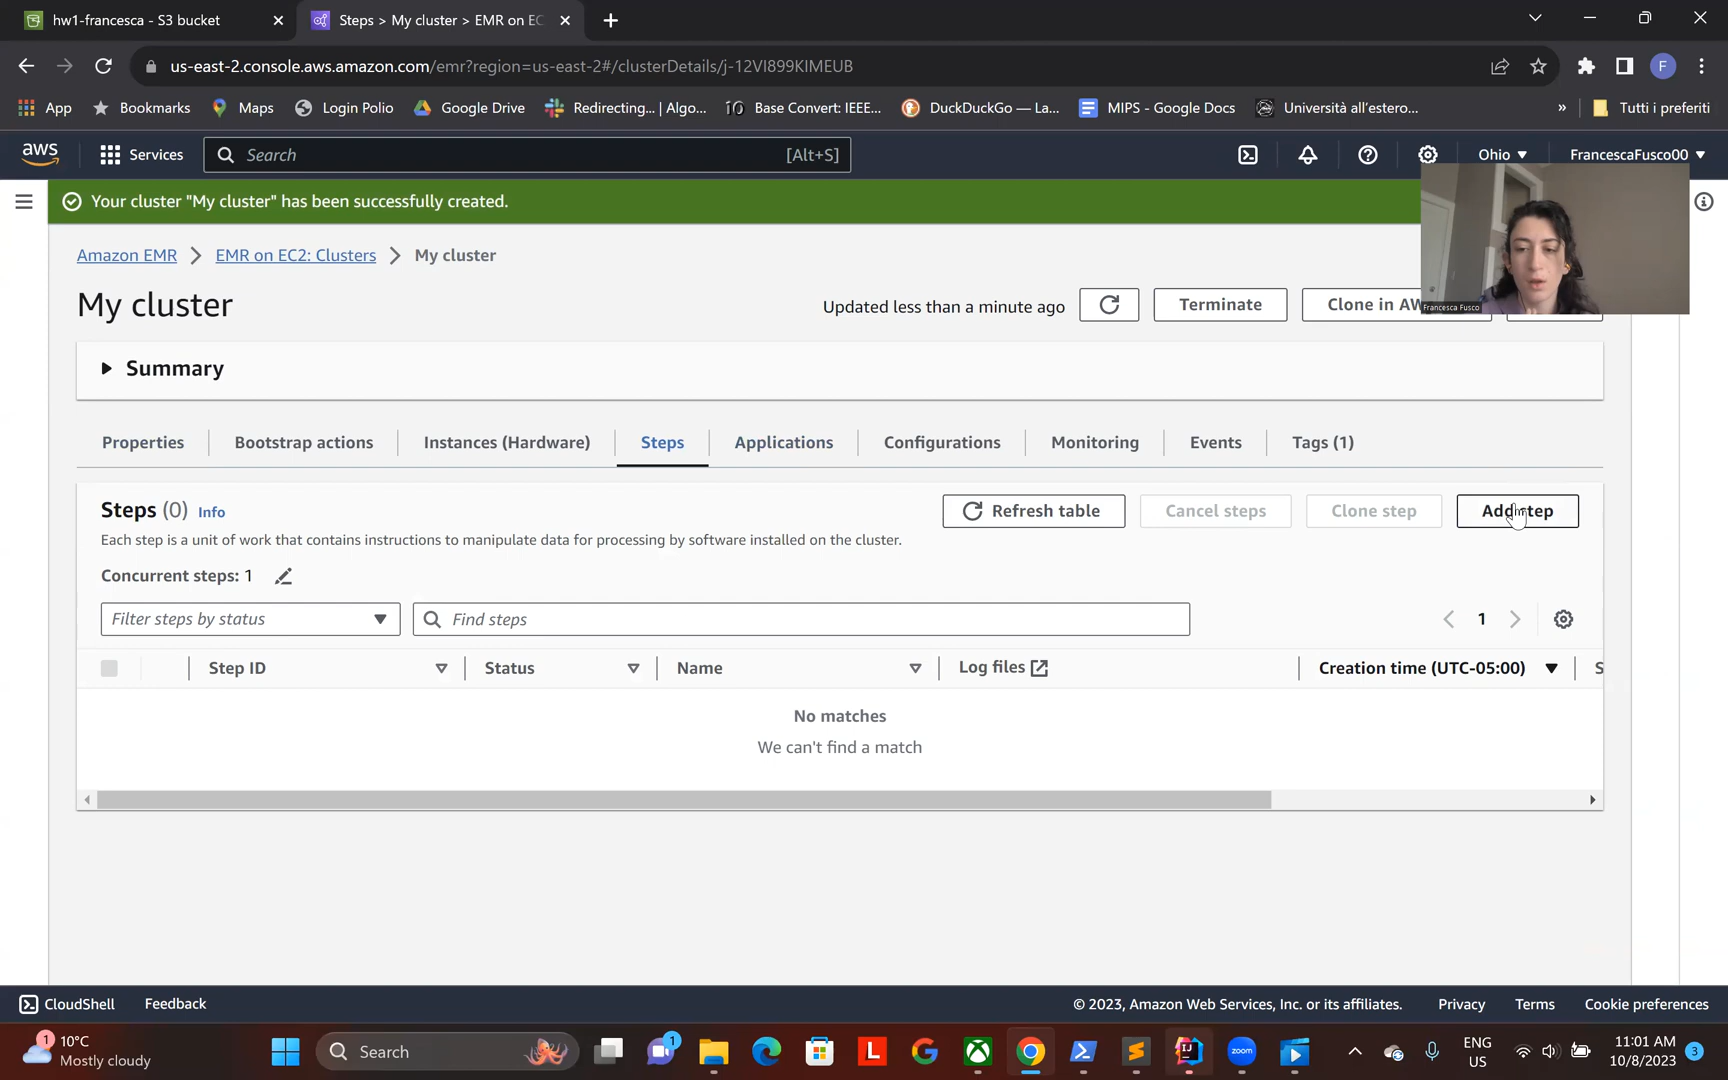 hw1-francesca - S3 bucket
Steps > My cluster > EMR on EC
us-east-2.console.aws.amazon.com/emr?region=us-east-2#/clusterDetails/j-12VI899KIMEUB
App
Bookmarks
Maps
Login Polio
Google Drive
Redirecting... | Algo...
Base Convert: IEEE...
DuckDuckGo — La...
MIPS - Google Docs
Università all'estero...
»
Tutti i preferiti
aws
Services
Search
[Alt+S]
Ohio
FrancescaFusco00
Your cluster "My cluster" has been successfully created.
Amazon EMR
EMR on EC2: Clusters
My cluster
Francesca Fusco
My cluster
Updated less than a minute ago
Terminate
Clone in AW
Summary
Properties
Bootstrap actions
Instances (Hardware)
Steps
Applications
Configurations
Monitoring
Events
Tags (1)
Steps (0) Info
Refresh table
Cancel steps
Clone step
Add step
Each step is a unit of work that contains instructions to manipulate data for processing by software installed on the cluster.
Concurrent steps: 1
Filter steps by status
Find steps
1
Step ID
Status
Name
Log files
Creation time (UTC-05:00)
S
No matches
We can't find a match
CloudShell
Feedback
© 2023, Amazon Web Services, Inc. or its affiliates.
Privacy
Terms
Cookie preferences
1
10°C
Mostly cloudy
Search
1
ENG
US
11:01 AM
10/8/2023
3